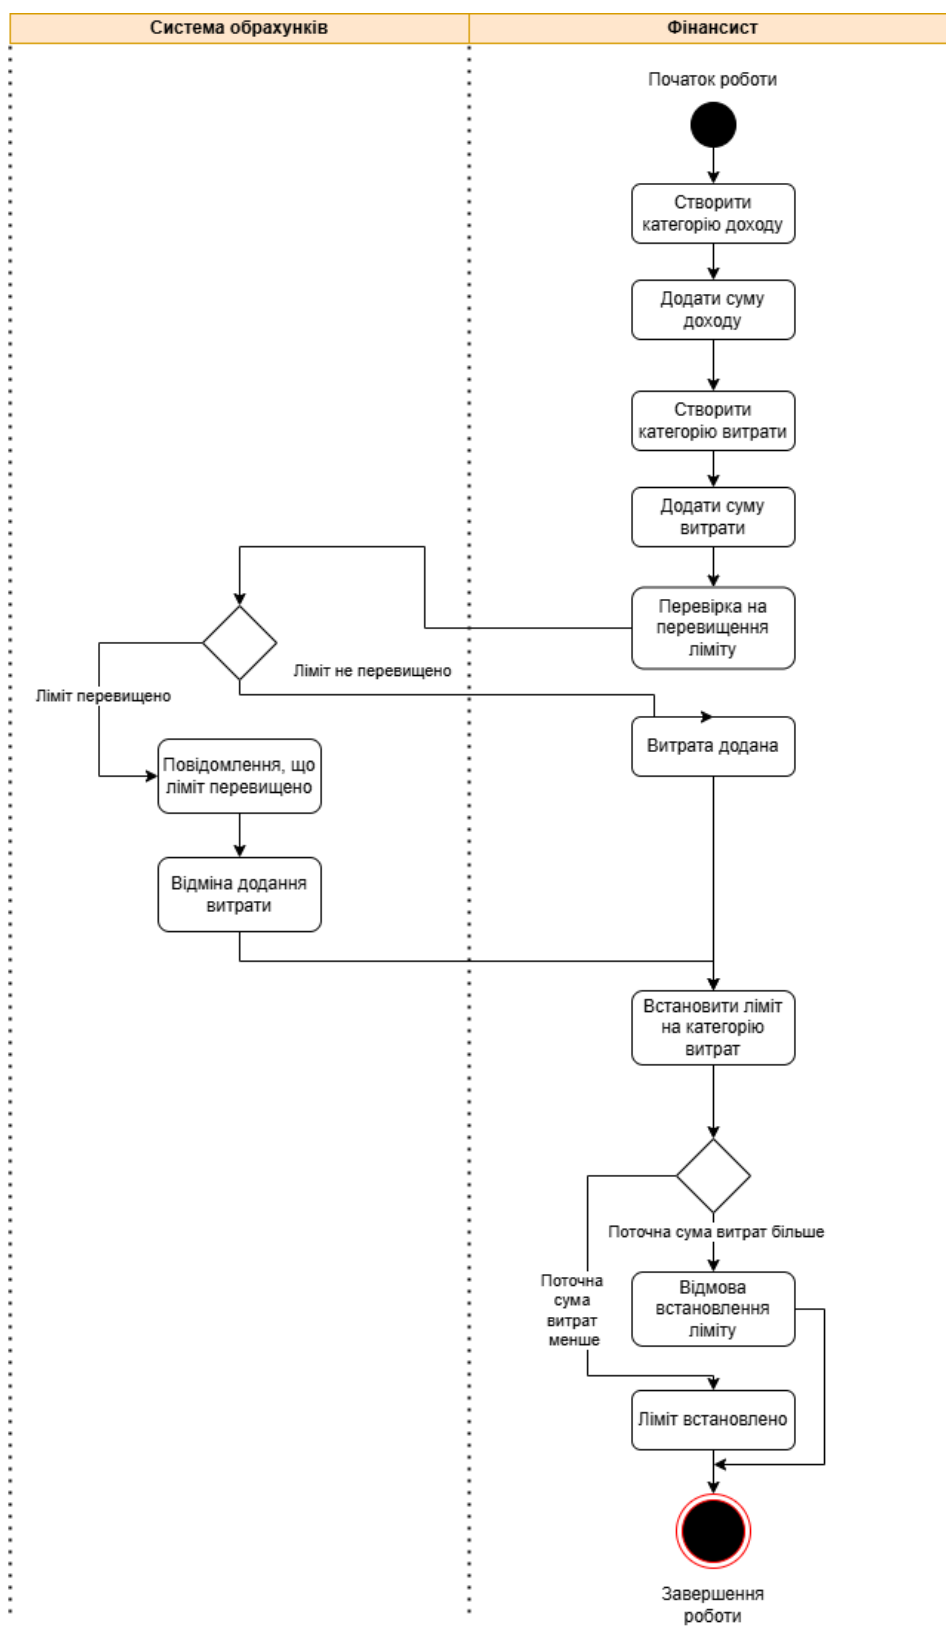 Система обрахунків
Фінансист
Початок роботи
Створити
категорію доходу
Додати суму
доходу
Створити
категорію витрати
Додати суму
витрати
Перевірка на
перевищення
ліміту
Ліміт не перевищено
Ліміт перевищено
Витрата додана
Повідомлення, що
ліміт перевищено
Відміна додання
витрати
Встановити ліміт
на категорію
витрат
Поточна сума витрат більше
Поточна
сума
витрат
менше
Відмова
встановлення
ліміту
Ліміт встановлено
Завершення
роботи